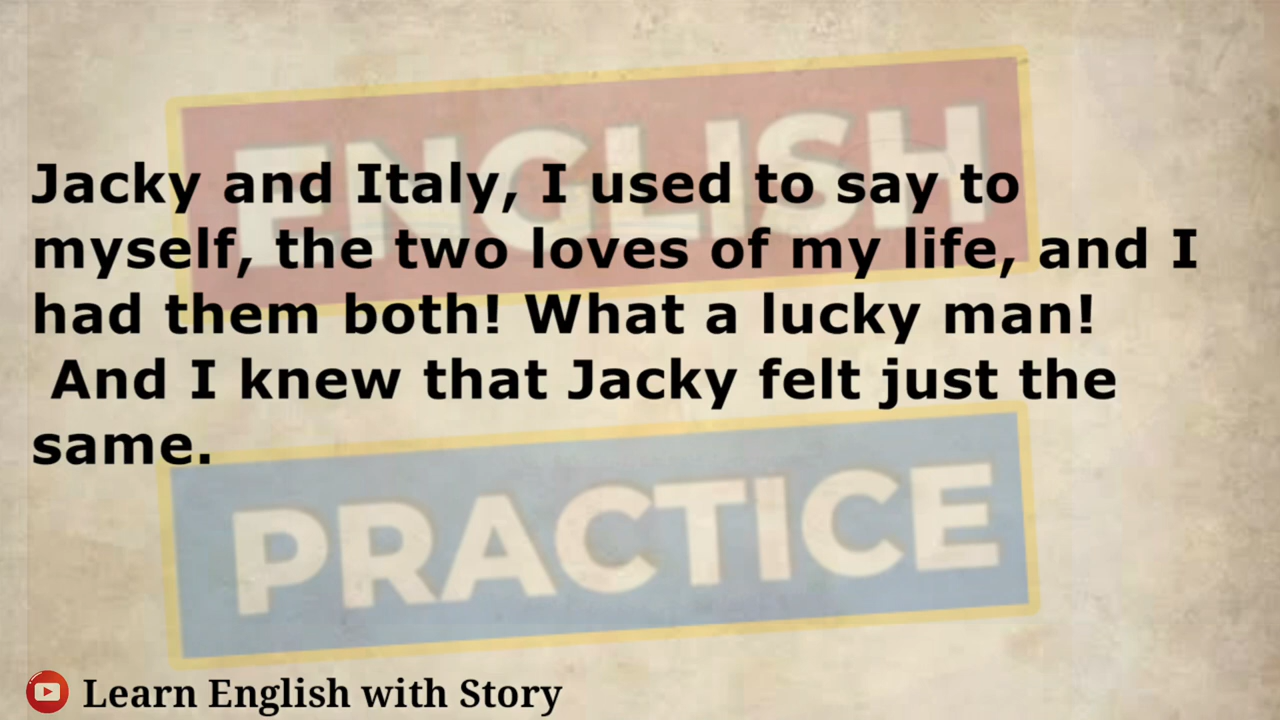 ENGLISH
Jacky and Italy, I used to say to
myself, the two loves of my life, and I
had them both! What a lucky man!
And I knew that Jacky felt just the
same.
PRACTICE
Learn English with Story